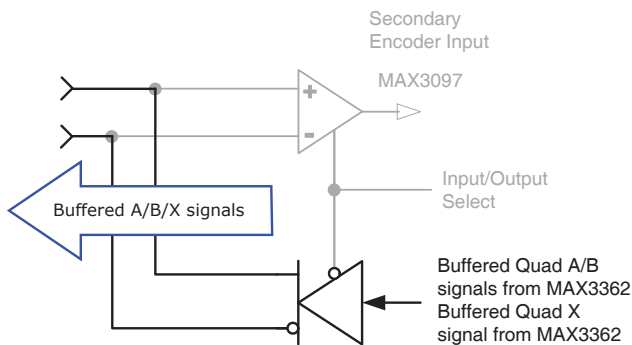 Secondary
Encoder Input
MAX3097
+
-
Input/Output
Select
Buffered A/B/X signals
Buffered Quad A/B
signals from MAX3362
Buffered Quad X
signal from MAX3362